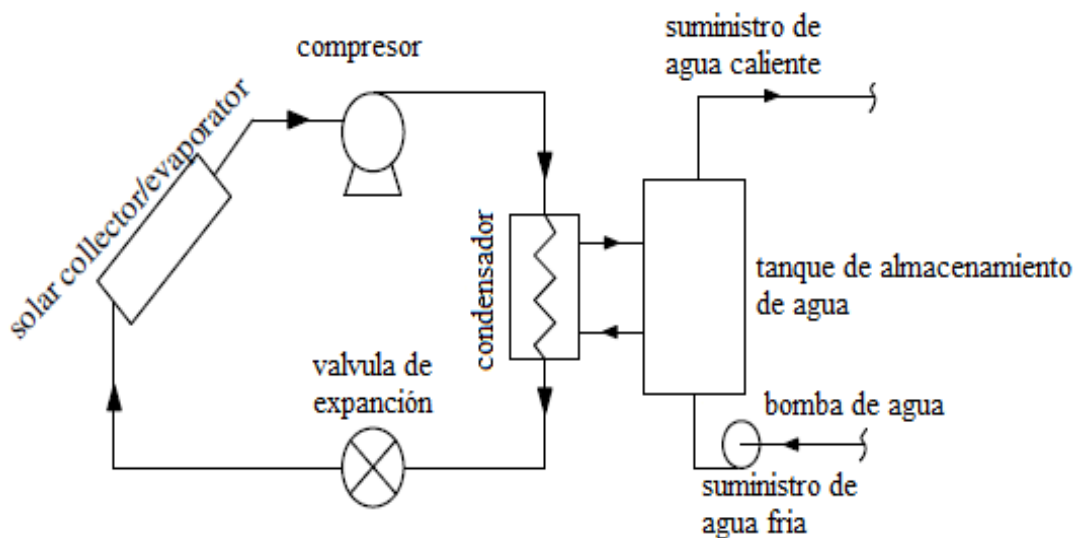 suministro de
agua caliente
compresor
solar collector/evaporator
condensador
tanque de almacenamiento
de agua
valvula de
expanción
bomba de agua
suministro de
agua fria